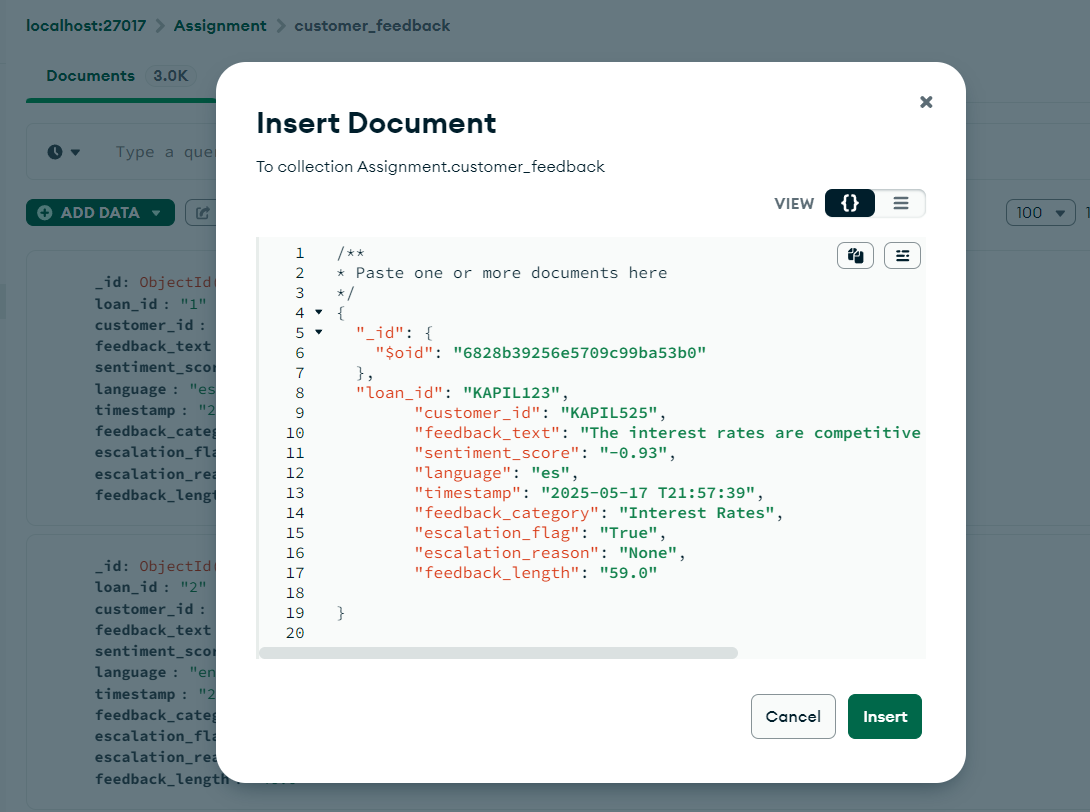 localhost:27017 > Assignment > customer_feedback
Documents 3.0K
Type a que
ADD DATA
100
_id: ObjectId(
loan_id : "1"
customer_id :
feedback_text
sentiment_scor
language : "es
timestamp : "2
feedback_categ
escalation_fla
escalation_rea
feedback_lengt
_id: ObjectId(
loan_id : "2"
customer_id :
feedback_text
sentiment_scor
language : "en
timestamp : "2
feedback_categ
escalation_fla
escalation_rea
feedback_length
Insert Document
To collection Assignment.customer_feedback
VIEW {}
1 /**
2 * Paste one or more documents here
3 */
4 {
5 "_id": {
6 "$oid": "6828b39256e5709c99ba53b0"
7 },
8 "loan_id": "KAPIL123",
9 "customer_id": "KAPIL525",
10 "feedback_text": "The interest rates are competitive
11 "sentiment_score": "-0.93",
12 "language": "es",
13 "timestamp": "2025-05-17 T21:57:39",
14 "feedback_category": "Interest Rates",
15 "escalation_flag": "True",
16 "escalation_reason": "None",
17 "feedback_length": "59.0"
18
19 }
20
Cancel Insert